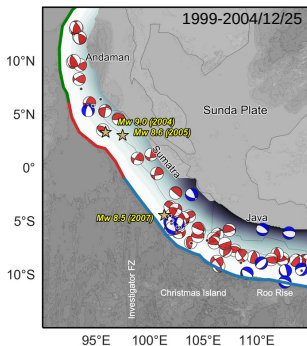 1999-2004/12/25
10°N
5°N
0°
5°S
10°S
95°E
100°E
105°E
110°E
Andaman
Sunda Plate
Mw 9.0 (2004)
Mw 8.6 (2005)
Sumatra
Mw 8.5 (2007)
Java
Investigator FZ
Christmas Island
Roo Rise